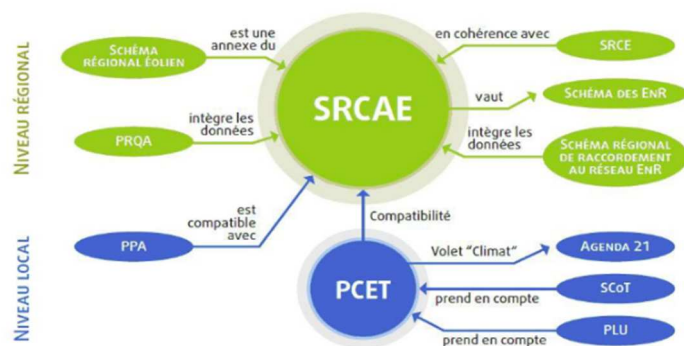 NIVEAU RÉGIONAL
SCHÉMA
RÉGIONAL ÉOLIEN
est une
annexe du
SRCAE
en cohérence avec
SRCE
vaut
SCHÉMA DES ENR
PRQA
intègre les
données
intègre les
données
SCHÉMA RÉGIONAL
DE RACCORDEMENT
AU RÉSEAU ENR
NIVEAU LOCAL
PPA
est
compatible
avec
Compatibilité
PCET
Volet "Climat"
AGENDA 21
prend en compte
SCOT
prend en compte
PLU